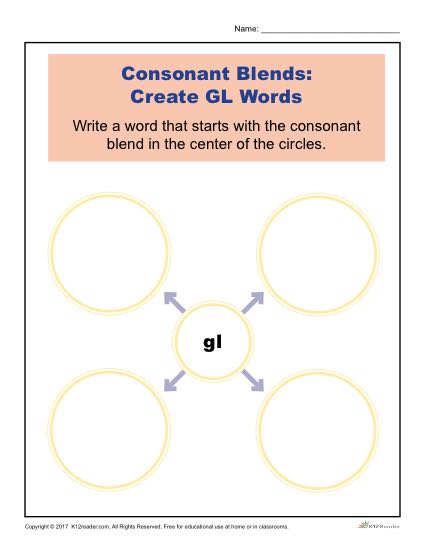 Name: ___________________________
Consonant Blends:
Create GL Words
Write a word that starts with the consonant
blend in the center of the circles.
gl
Copyright © 2017 K12reader.com. All Rights Reserved. Free for educational use at home or in classrooms.
K12Reader